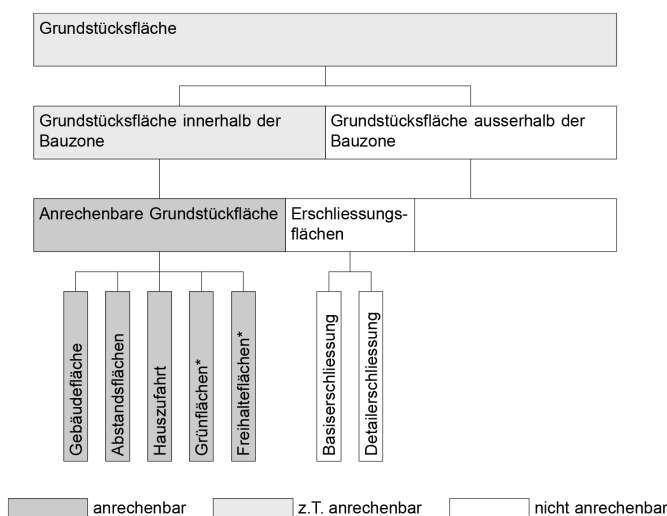 Grundstücksfläche
Grundstücksfläche innerhalb der
Bauzone
Grundstücksfläche ausserhalb der
Bauzone
Anrechenbare Grundstückfläche
Erschliessungs-
flächen
Gebäudefläche
Abstandsflächen
Hauszufahrt
Grünflächen*
Freihalteflächen*
Basiserschliessung
Detailerschliessung
anrechenbar
z.T. anrechenbar
nicht anrechenbar